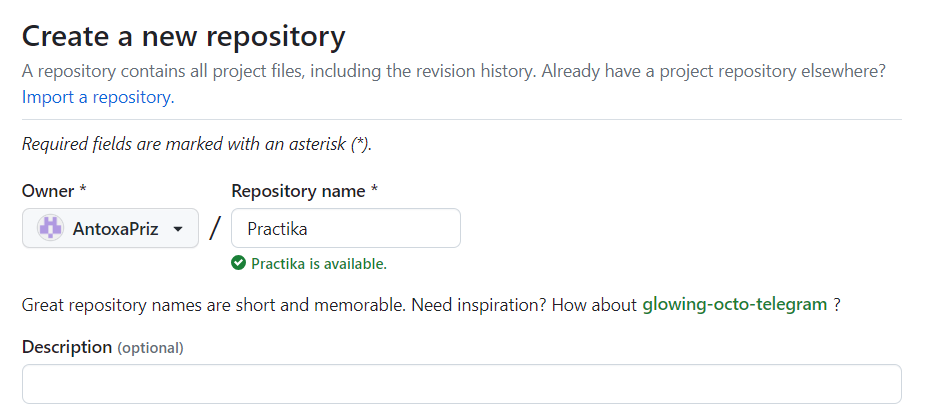 Create a new repository
A repository contains all project files, including the revision history. Already have a project repository elsewhere?
Import a repository.
Required fields are marked with an asterisk (*).
Owner * Repository name *
AntoxaPriz / Practika
Practika is available.
Great repository names are short and memorable. Need inspiration? How about glowing-octo-telegram ?
Description (optional)